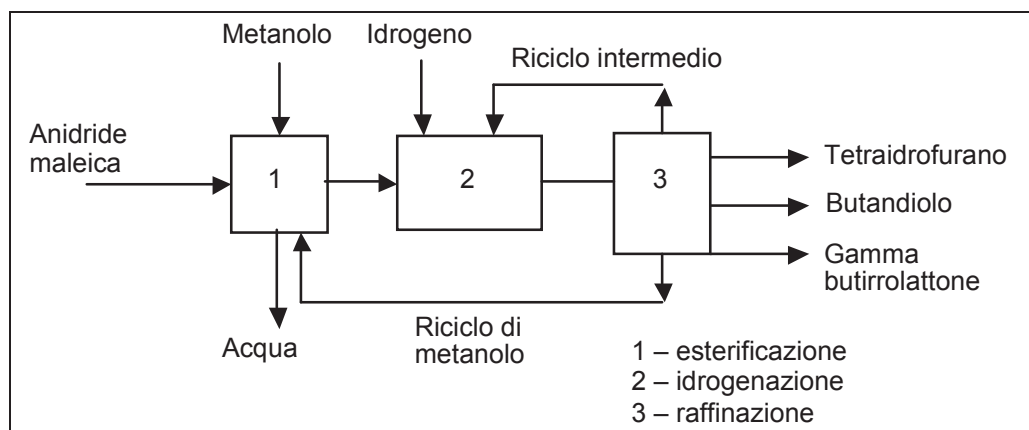 Metanolo
Idrogeno
Riciclo intermedio
Anidride
maleica
1
2
3
Tetraidrofurano
Butandiolo
Gamma
butirrolattone
Acqua
Riciclo di
metanolo
1 – esterificazione
2 – idrogenazione
3 – raffinazione